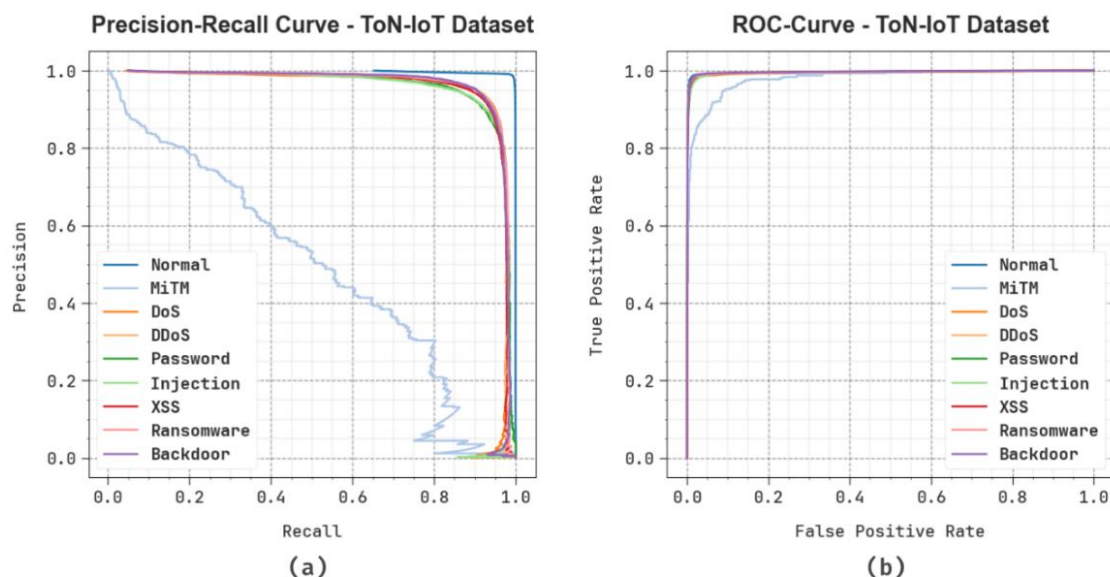 Precision-Recall Curve - ToN-IoT Dataset
1.0
0.8
0.6
0.4
0.2
0.0
Precision
Normal
MiTM
DoS
DDoS
Password
Injection
XSS
Ransomware
Backdoor
0.0 0.2 0.4 0.6 0.8 1.0
Recall
(a)
ROC-Curve - ToN-IoT Dataset
1.0
0.8
0.6
0.4
0.2
0.0
True Positive Rate
Normal
MiTM
DoS
DDoS
Password
Injection
XSS
Ransomware
Backdoor
0.0 0.2 0.4 0.6 0.8 1.0
False Positive Rate
(b)